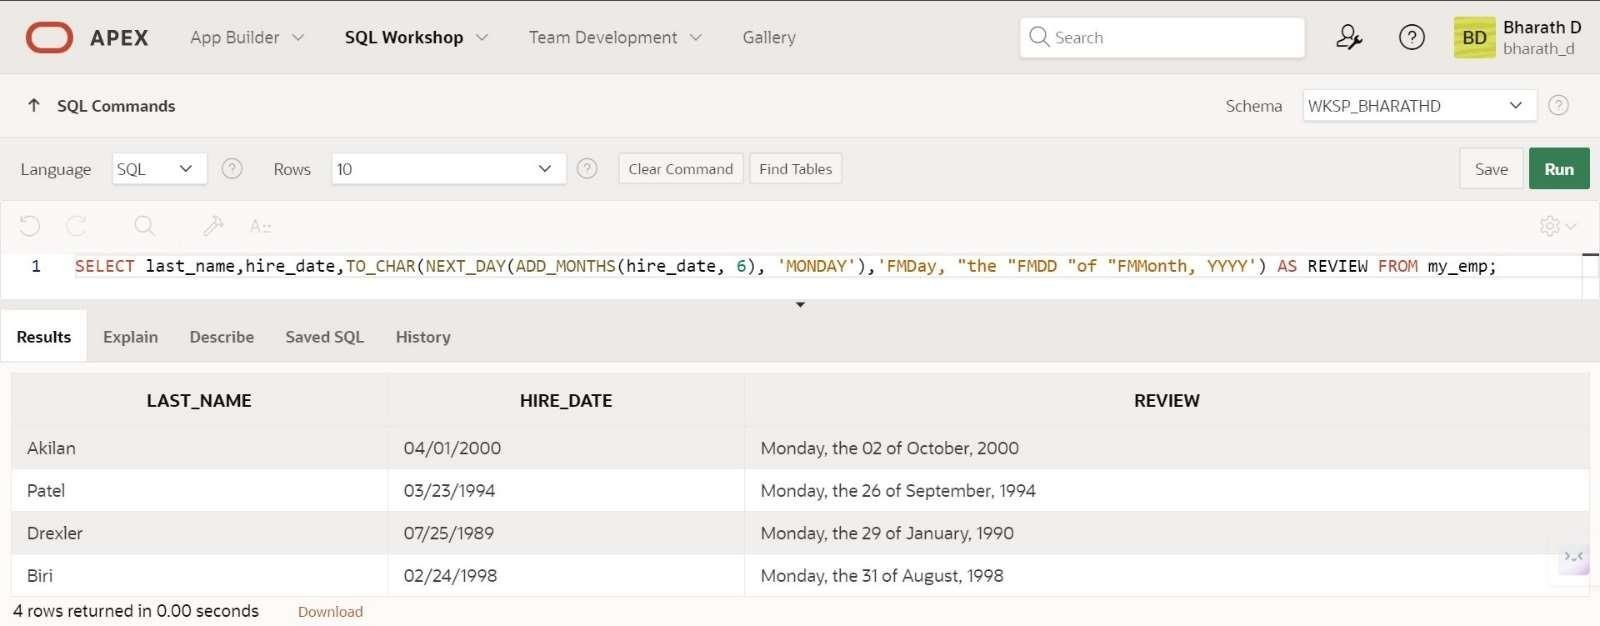 APEX App Builder SQL Workshop Team Development Gallery Search ? BD Bharath D
bharath_d
↑ SQL Commands Schema WKSP_BHARATHD ?
Language SQL ? Rows 10 ? Clear Command Find Tables Save Run
A::
1 SELECT last_name,hire_date,TO_CHAR(NEXT_DAY(ADD_MONTHS(hire_date, 6), 'MONDAY'),'FMDay, "the "FMDD "of "FMMonth, YYYY') AS REVIEW FROM my_emp;
Results Explain Describe Saved SQL History
LAST_NAME HIRE_DATE REVIEW
Akilan 04/01/2000 Monday, the 02 of October, 2000
Patel 03/23/1994 Monday, the 26 of September, 1994
Drexler 07/25/1989 Monday, the 29 of January, 1990
Biri 02/24/1998 Monday, the 31 of August, 1998
4 rows returned in 0.00 seconds Download